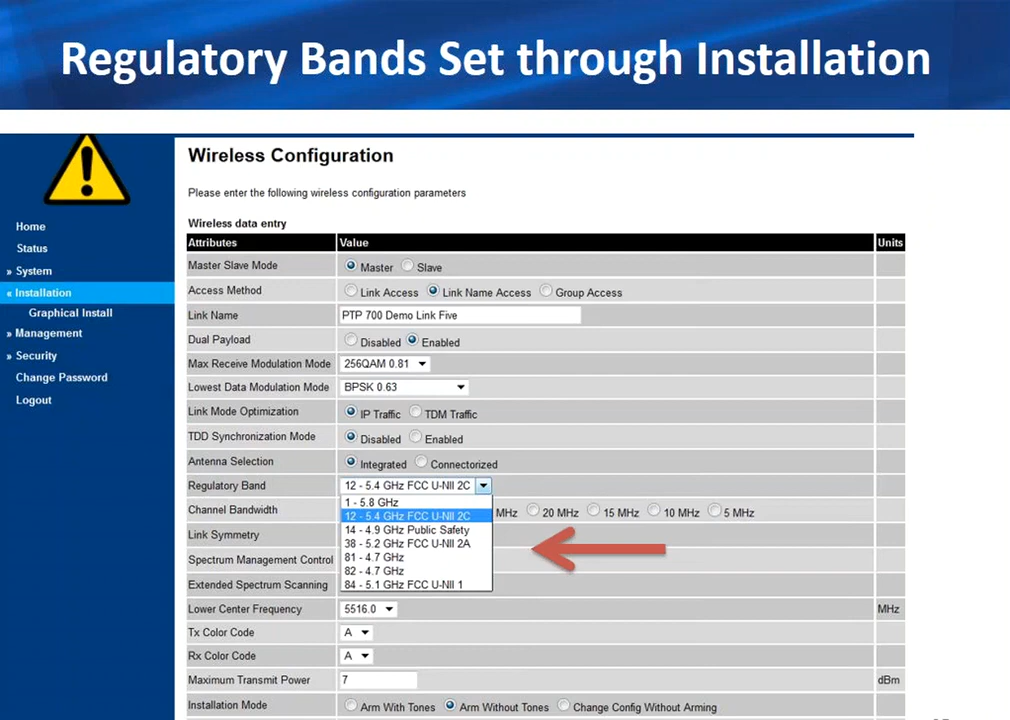 Regulatory Bands Set through Installation
Wireless Configuration
Please enter the following wireless configuration parameters
Home
Status
» System
« Installation
Graphical Install
» Management
» Security
Change Password
Logout
Wireless data entry
Attributes Value Units
Master Slave Mode Master Slave
Access Method Link Access Link Name Access Group Access
Link Name PTP 700 Demo Link Five
Dual Payload Disabled Enabled
Max Receive Modulation Mode 256QAM 0.81
Lowest Data Modulation Mode BPSK 0.63
Link Mode Optimization IP Traffic TDM Traffic
TDD Synchronization Mode Disabled Enabled
Antenna Selection Integrated Connectorized
Regulatory Band 12 - 5.4 GHz FCC U-NII 2C
1 - 5.8 GHz
12 - 5.4 GHz FCC U-NII 2C
14 - 4.9 GHz Public Safety
38 - 5.2 GHz FCC U-NII 2A
81 - 4.7 GHz
82 - 4.7 GHz
84 - 5.1 GHz FCC U-NII 1
Channel Bandwidth MHz 20 MHz 15 MHz 10 MHz 5 MHz
Link Symmetry
Spectrum Management Control
Extended Spectrum Scanning
Lower Center Frequency 5516.0 MHz
Tx Color Code A
Rx Color Code A
Maximum Transmit Power 7 dBm
Installation Mode Arm With Tones Arm Without Tones Change Config Without Arming